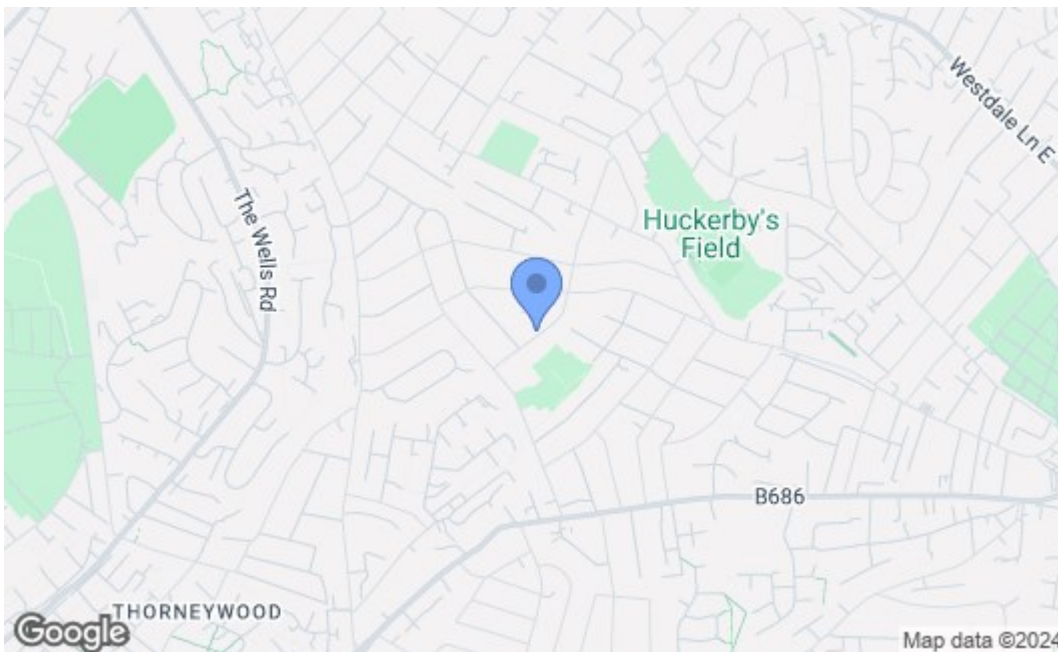 Westdale Ln E
The Wells Rd
Huckerby's
Field
B686
THORNEYWOOD
Google
Map data ©2024